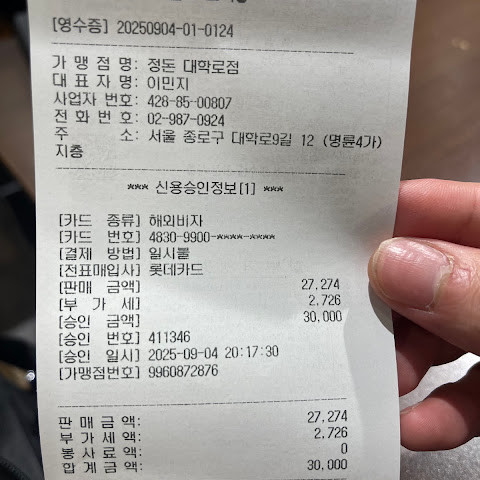 [영수증] 20250904-01-0124
가 맹 점 명: 정돈 대학로점
대 표 자 명: 이민지
사업자 번호: 428-85-00807
전 화 번 호: 02-987-0924
주 소: 서울 종로구 대학로9길 12 (명륜4가)
지층
*** 신용승인정보[1] ***
[카드 종류] 해외비자
[카드 번호] 4830-9900-****-****
[결제 방법] 일시불
[전표매입사] 롯데카드
[판매 금액] 27,274
[부 가 세] 2,726
[승인 금액] 30,000
[승인 번호] 411346
[승인 일시] 2025-09-04 20:17:30
[가맹점번호] 9960872876
판 매 금 액: 27,274
부 가 세 액: 2,726
봉 사 료 액: 0
합 계 금 액: 30,000